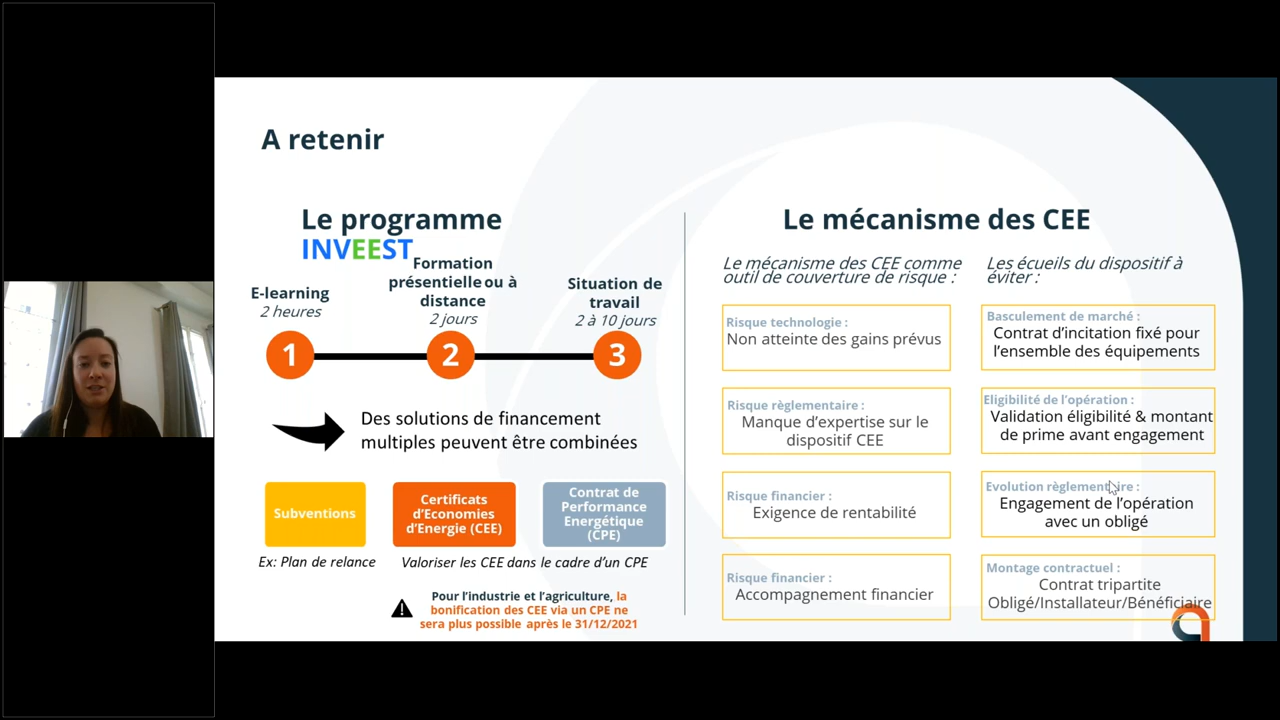 A retenir
Le programme
INVEEST
E-learning
2 heures
1
Formation
présentielle ou à
distance
2 jours
2
Situation de
travail
2 à 10 jours
3
Des solutions de financement
multiples peuvent être combinées
Subventions
Certificats
d’Economies
d’Energie (CEE)
Contrat de
Performance
Energétique
(CPE)
Ex: Plan de relance
Valoriser les CEE dans le cadre d’un CPE
Pour l’industrie et l’agriculture, la
bonification des CEE via un CPE ne
sera plus possible après le 31/12/2021
Le mécanisme des CEE
Le mécanisme des CEE comme
outil de couverture de risque :
Risque technologie :
Non atteinte des gains prévus
Risque règlementaire :
Manque d’expertise sur le
dispositif CEE
Risque financier :
Exigence de rentabilité
Risque financier :
Accompagnement financier
Les écueils du dispositif à
éviter :
Basculement de marché :
Contrat d’incitation fixé pour
l’ensemble des équipements
Eligibilité de l’opération :
Validation éligibilité & montant
de prime avant engagement
Evolution règlementaire :
Engagement de l’opération
avec un obligé
Montage contractuel :
Contrat tripartite
Obligé/Installateur/Bénéficiaire